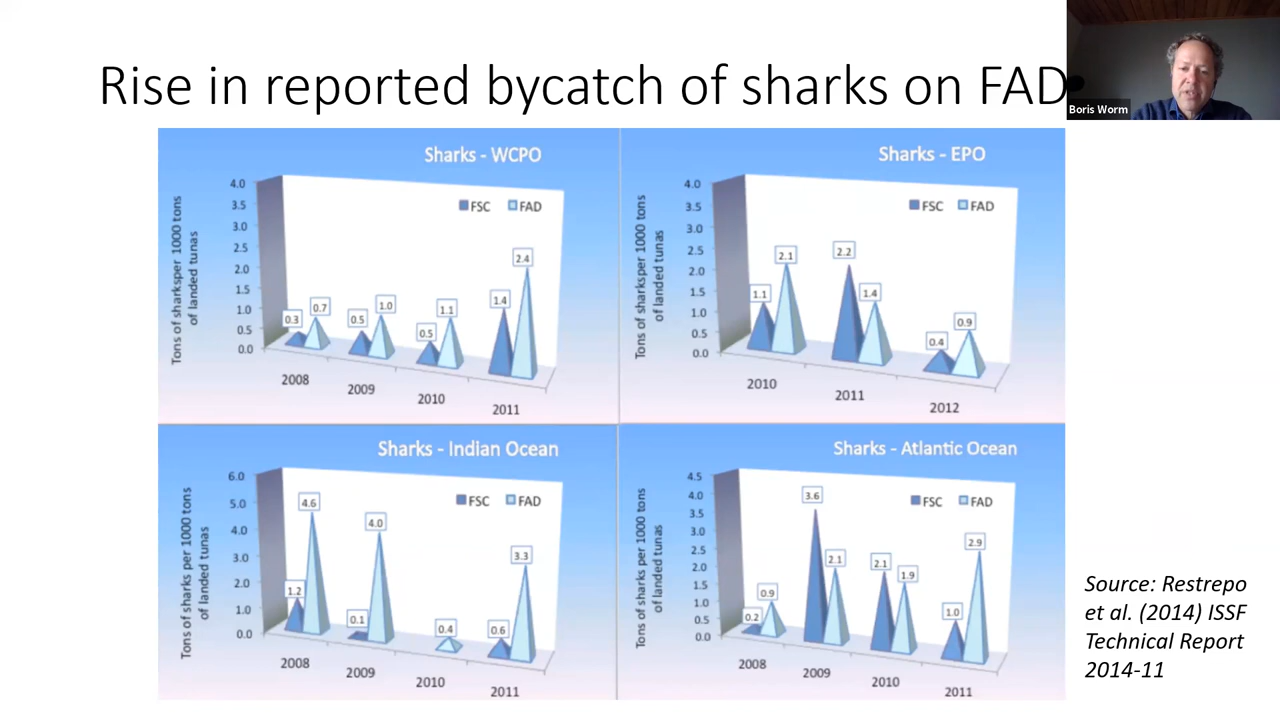 Rise in reported bycatch of sharks on FAD
Boris Worm
Sharks - WCPO
Tons of sharksper 1000 tons
of landed tunas
4.0
3.5
3.0
2.5
2.0
1.5
1.0
0.5
0.0
FSC FAD
0.3 0.7 0.5 1.0 0.5 1.1 1.4 2.4
2008 2009 2010 2011
Sharks - EPO
Tons of sharksper 1000 tons
of landed tunas
4.0
3.5
3.0
2.5
2.0
1.5
1.0
0.5
0.0
FSC FAD
1.1 2.1 2.2 1.4 0.4 0.9
2010 2011 2012
Sharks - Indian Ocean
Tons of sharks per 1000 tons
of landed tunas
6.0
5.0
4.0
3.0
2.0
1.0
0.0
FSC FAD
1.2 4.6 0.1 4.0 0.4 0.6 3.3
2008 2009 2010 2011
Sharks - Atlantic Ocean
Tons of sharks per 1000 tons
of landed tunas
4.5
4.0
3.5
3.0
2.5
2.0
1.5
1.0
0.5
0.0
FSC FAD
0.2 0.9 3.6 2.1 2.1 1.9 1.0 2.9
2008 2009 2010 2011
Source: Restrepo
et al. (2014) ISSF
Technical Report
2014-11